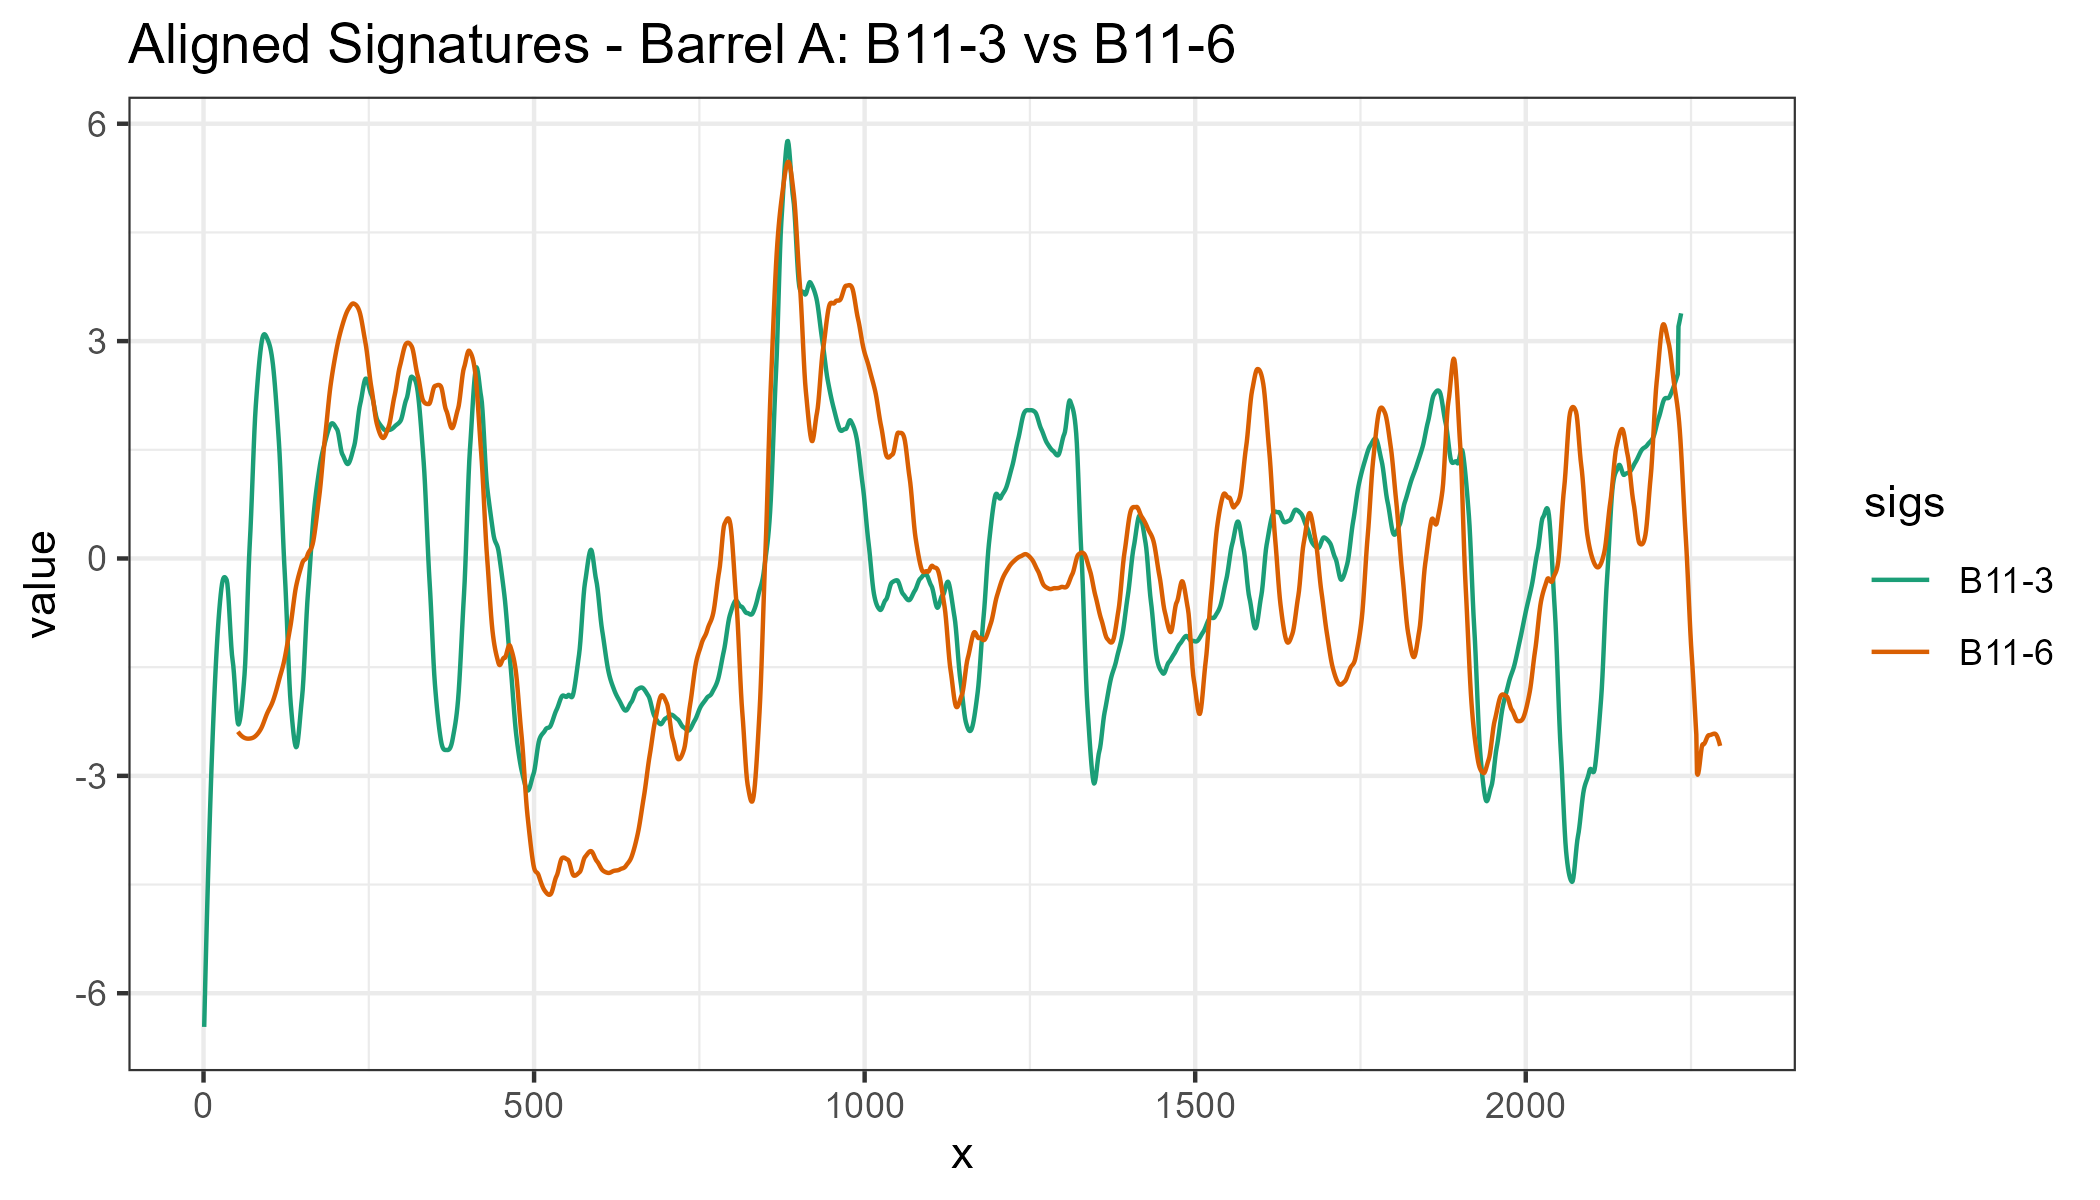 Aligned Signatures - Barrel A: B11-3 vs B11-6
value
6
3
0
-3
-6
0 500 1000 1500 2000
x
sigs
B11-3
B11-6